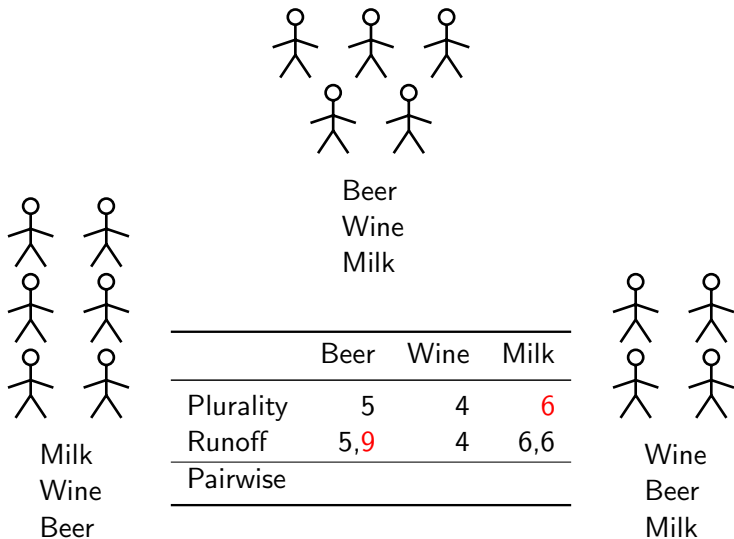 Beer
Wine
Milk
Milk
Wine
Beer
Beer Wine Milk
Plurality 5 4 6
Runoff 5,9 4 6,6
Pairwise
Wine
Beer
Milk